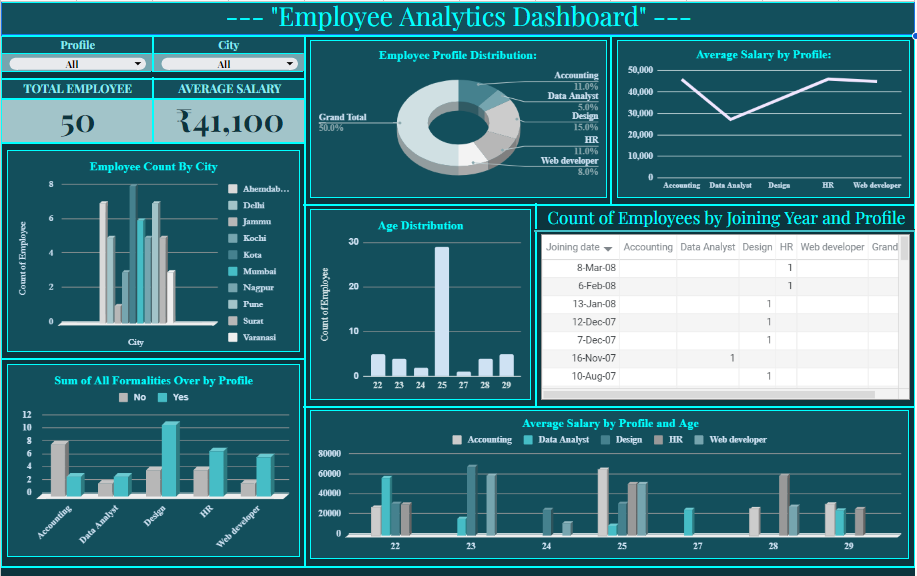 --- "Employee Analytics Dashboard" ---
Profile
City
All
All
TOTAL EMPLOYEE
AVERAGE SALARY
50
₹41,100
Employee Profile Distribution:
Accounting
11.0%
Data Analyst
5.0%
Design
15.0%
HR
11.0%
Web developer
8.0%
Grand Total
50.0%
Average Salary by Profile:
50,000
40,000
30,000
20,000
10,000
0
Accounting Data Analyst Design HR Web developer
Employee Count By City
Count of Employee
8
6
4
2
0
City
Ahemdab...
Delhi
Jammu
Kochi
Kota
Mumbai
Nagpur
Pune
Surat
Varanasi
Age Distribution
Count of Employee
30
20
10
0
22 23 24 25 27 28 29
Count of Employees by Joining Year and Profile
Joining date Accounting Data Analyst Design HR Web developer Grand
8-Mar-08 1
6-Feb-08 1
13-Jan-08 1
12-Dec-07 1
7-Dec-07 1
16-Nov-07 1
10-Aug-07 1
Sum of All Formalities Over by Profile
No Yes
12
10
8
6
4
2
0
Accounting Data Analyst Design HR Web developer
Average Salary by Profile and Age
Accounting Data Analyst Design HR Web developer
80000
60000
40000
20000
0
22 23 24 25 27 28 29